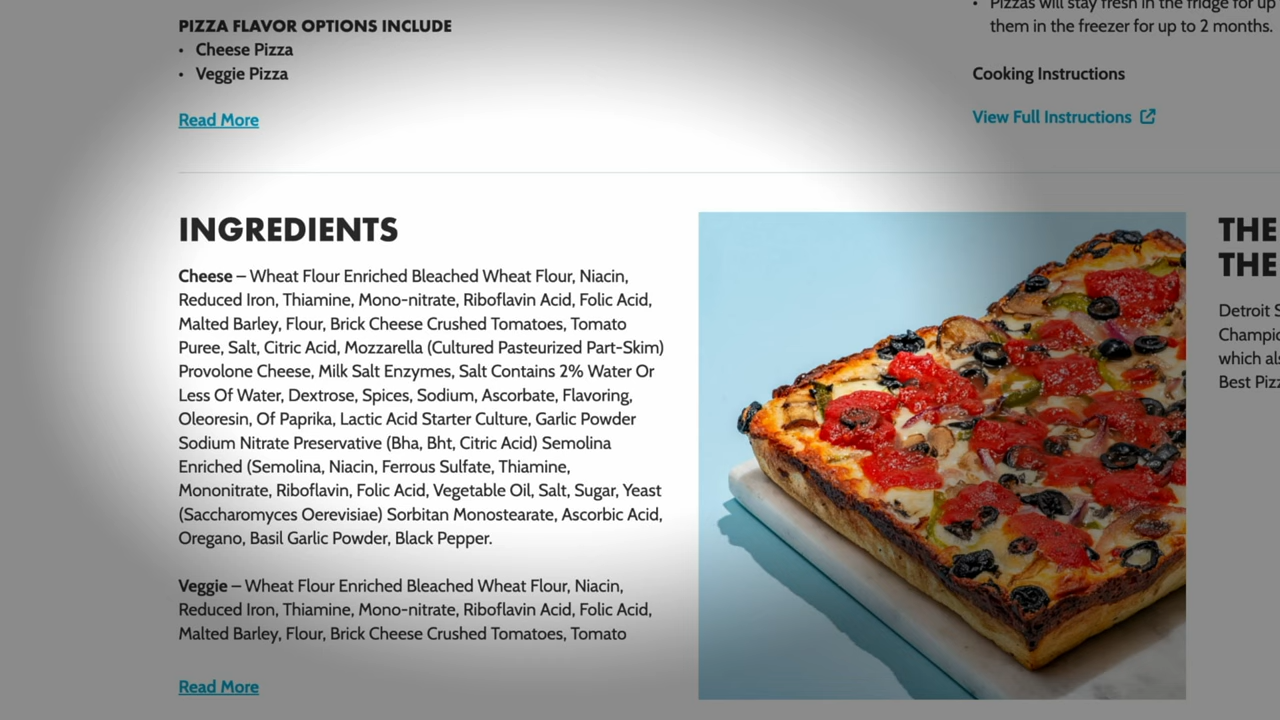 PIZZA FLAVOR OPTIONS INCLUDE
• Cheese Pizza
• Veggie Pizza
Read More
• Pizzas will stay fresh in the fridge for up
them in the freezer for up to 2 months.
Cooking Instructions
View Full Instructions
INGREDIENTS
Cheese – Wheat Flour Enriched Bleached Wheat Flour, Niacin,
Reduced Iron, Thiamine, Mono-nitrate, Riboflavin Acid, Folic Acid,
Malted Barley, Flour, Brick Cheese Crushed Tomatoes, Tomato
Puree, Salt, Citric Acid, Mozzarella (Cultured Pasteurized Part-Skim)
Provolone Cheese, Milk Salt Enzymes, Salt Contains 2% Water Or
Less Of Water, Dextrose, Spices, Sodium, Ascorbate, Flavoring,
Oleoresin, Of Paprika, Lactic Acid Starter Culture, Garlic Powder
Sodium Nitrate Preservative (Bha, Bht, Citric Acid) Semolina
Enriched (Semolina, Niacin, Ferrous Sulfate, Thiamine,
Mononitrate, Riboflavin, Folic Acid, Vegetable Oil, Salt, Sugar, Yeast
(Saccharomyces Oerevisiae) Sorbitan Monostearate, Ascorbic Acid,
Oregano, Basil Garlic Powder, Black Pepper.
Veggie – Wheat Flour Enriched Bleached Wheat Flour, Niacin,
Reduced Iron, Thiamine, Mono-nitrate, Riboflavin Acid, Folic Acid,
Malted Barley, Flour, Brick Cheese Crushed Tomatoes, Tomato
Read More
THE
THE
Detroit S
Champic
which als
Best Pizz